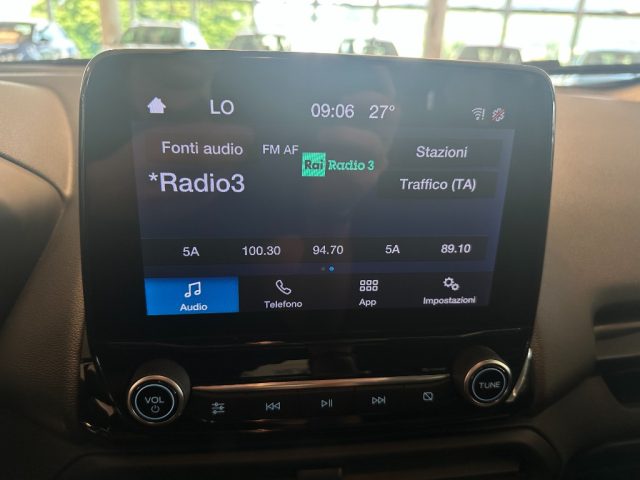 LO 09:06 27°
Fonti audio FM AF Rai Radio 3 Stazioni
*Radio3 Traffico (TA)
5A 100.30 94.70 5A 89.10
Audio Telefono App Impostazioni
VOL TUNE